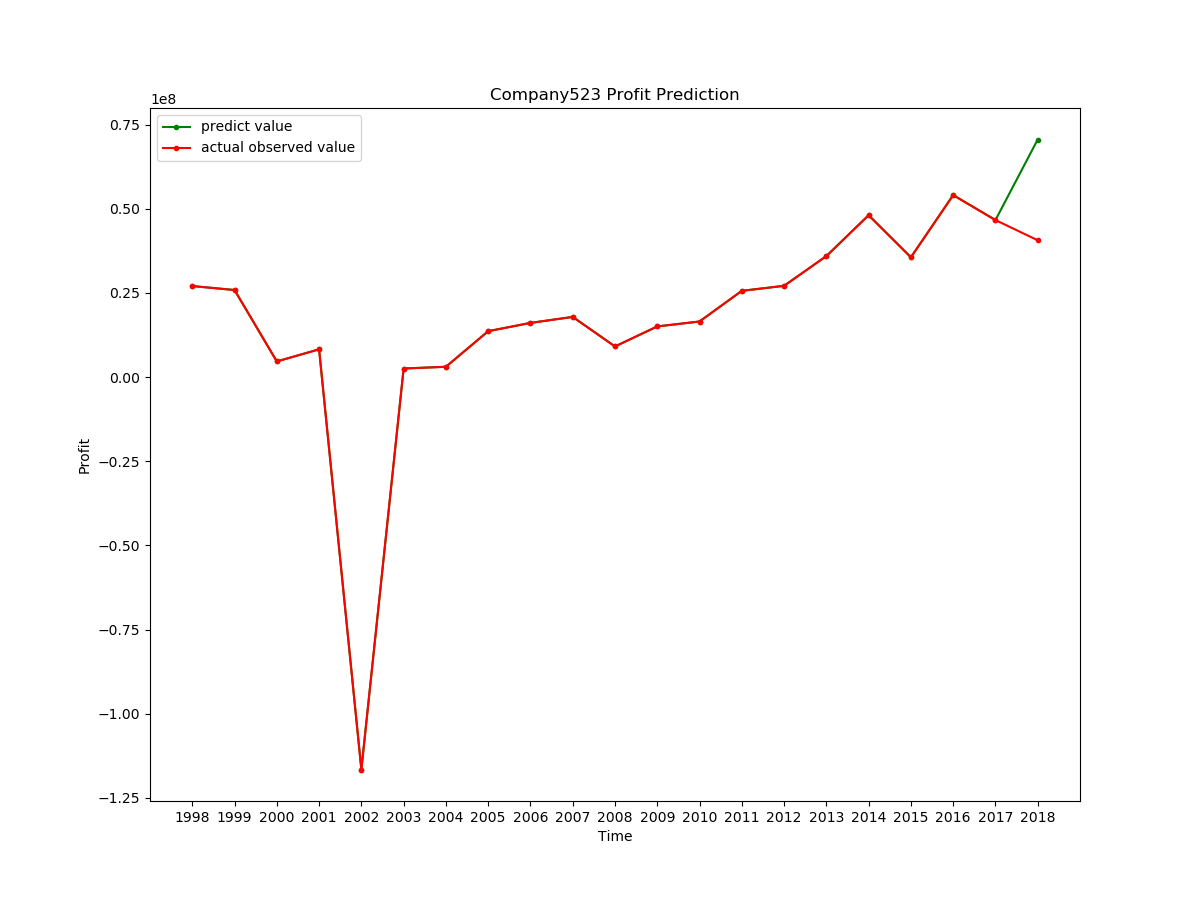 Company523 Profit Prediction
1e8
predict value
actual observed value
0.75
0.50
0.25
0.00
−0.25
−0.50
−0.75
−1.00
−1.25
Profit
1998 1999 2000 2001 2002 2003 2004 2005 2006 2007 2008 2009 2010 2011 2012 2013 2014 2015 2016 2017 2018
Time